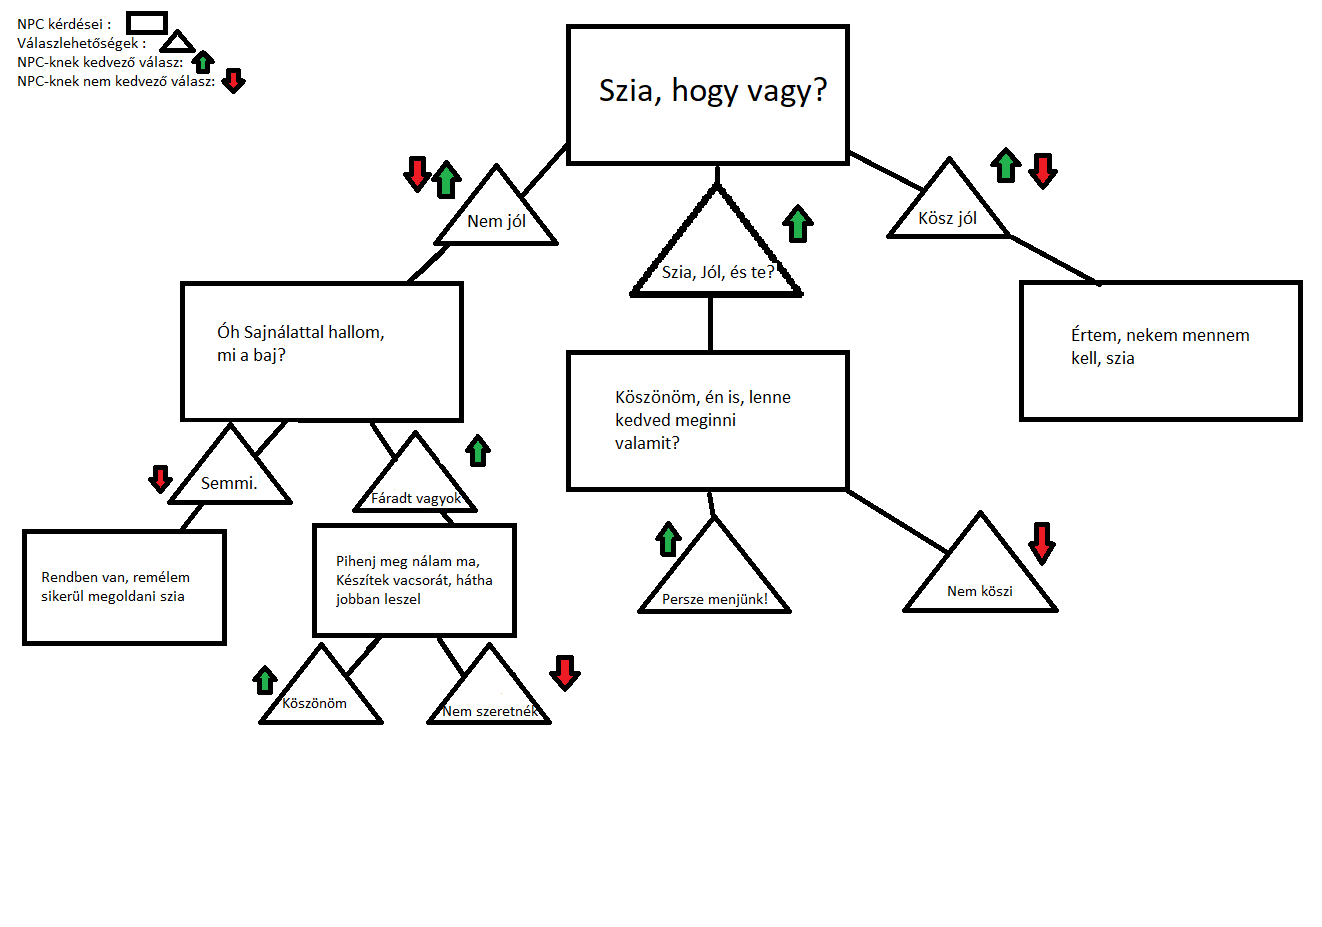 NPC kérdései :
Válaszlehetőségek :
NPC-knek kedvező válasz:
NPC-knek nem kedvező válasz:
Szia, hogy vagy?
Nem jól
Szia, Jól, és te?
Kösz jól
Óh Sajnálattal hallom,
mi a baj?
Köszönöm, én is, lenne
kedved meginni
valamit?
Értem, nekem mennem
kell, szia
Semmi.
Fáradt vagyok
Rendben van, remélem
sikerül megoldani szia
Pihenj meg nálam ma,
Készítek vacsorát, hátha
jobban leszel
Persze menjünk!
Nem köszi
Köszönöm
Nem szeretnék